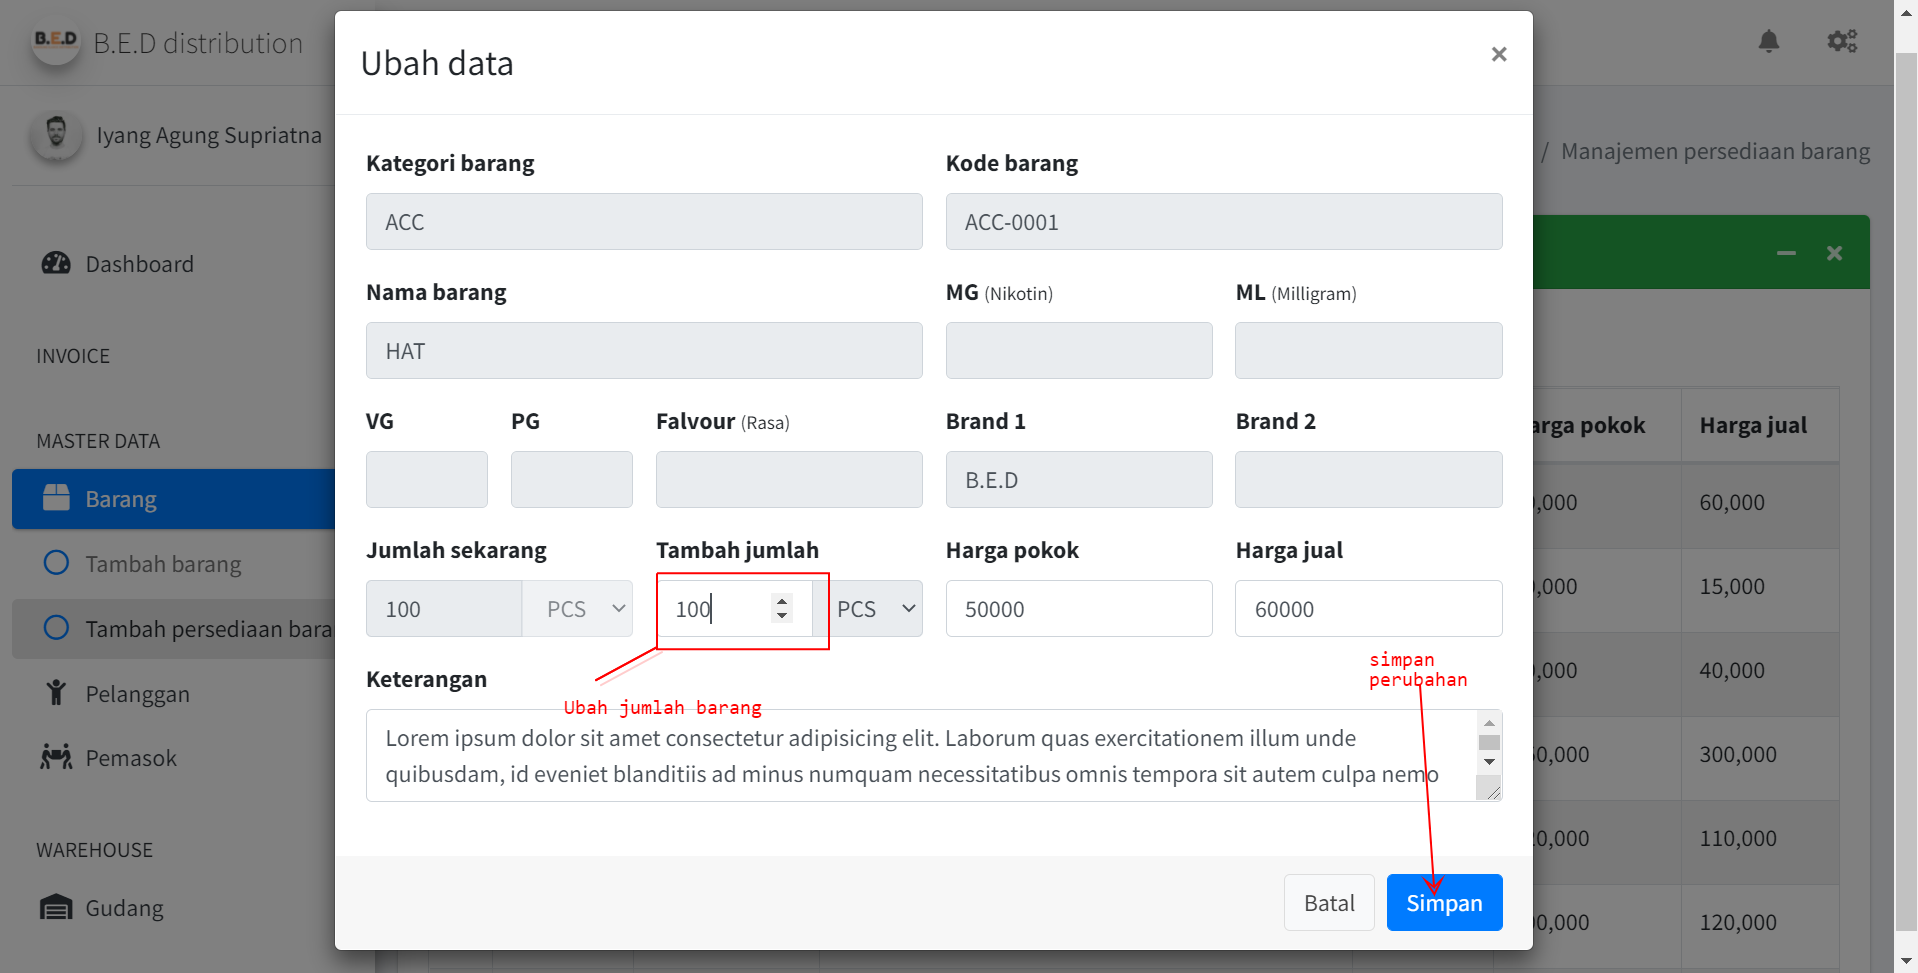 B.E.D
B.E.D distribution
Iyang Agung Supriatna
Dashboard
INVOICE
MASTER DATA
Barang
Tambah barang
Tambah persediaan bara
Pelanggan
Pemasok
WAREHOUSE
Gudang
Ubah data
×
Kategori barang
Kode barang
ACC
ACC-0001
Nama barang
MG (Nikotin)
ML (Milligram)
HAT
VG
PG
Falvour (Rasa)
Brand 1
Brand 2
B.E.D
Jumlah sekarang
Tambah jumlah
Harga pokok
Harga jual
100
PCS
100
PCS
50000
60000
simpan
perubahan
Keterangan
Ubah jumlah barang
Lorem ipsum dolor sit amet consectetur adipisicing elit. Laborum quas exercitationem illum unde
quibusdam, id eveniet blanditiis ad minus numquam necessitatibus omnis tempora sit autem culpa nemo
Batal
Simpan
/ Manajemen persediaan barang
arga pokok
Harga jual
,000
60,000
,000
15,000
,000
40,000
50,000
300,000
20,000
110,000
00,000
120,000